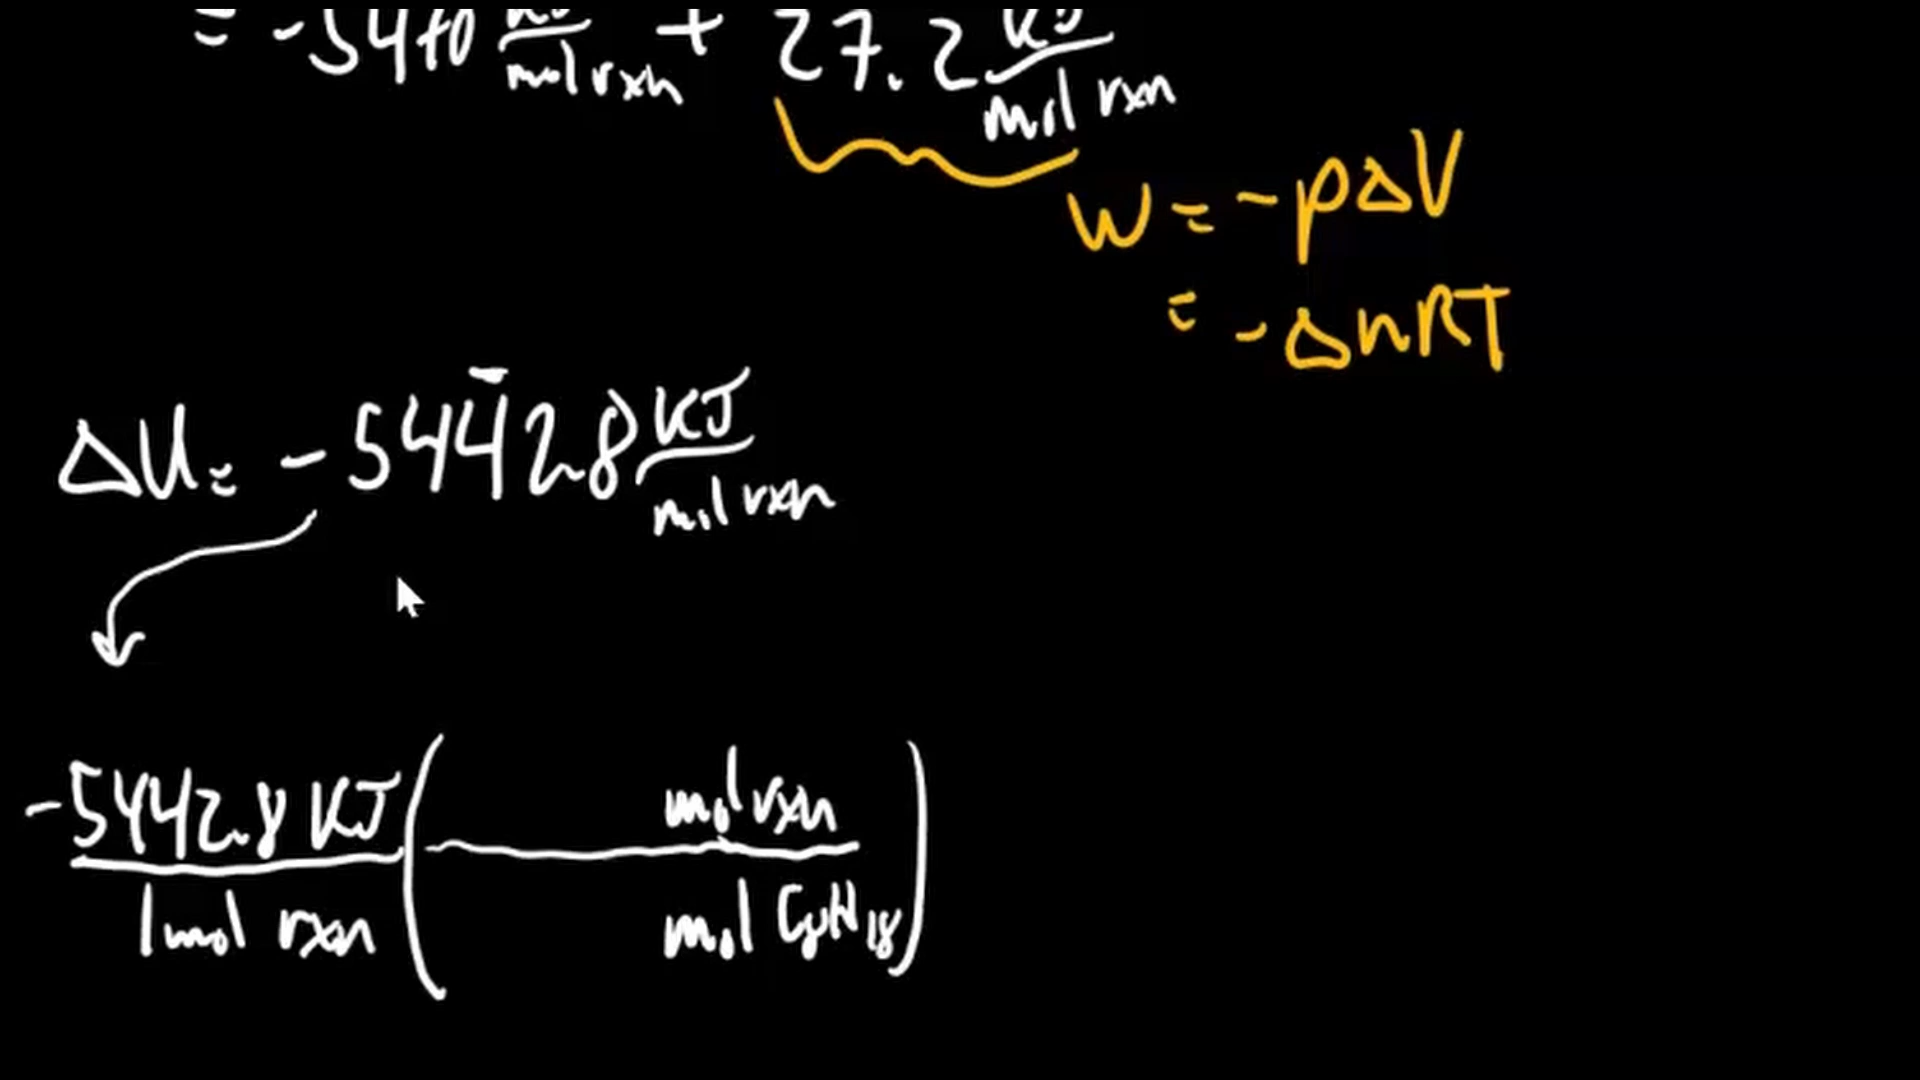 = -5470 KJ/mol rxn + 27.2 KJ/mol rxn
W = -PΔV
= -ΔnRT
ΔU = -5442.8 KJ/mol rxn
-5442.8 KJ/1 mol rxn ( mol rxn/mol C8H18 )